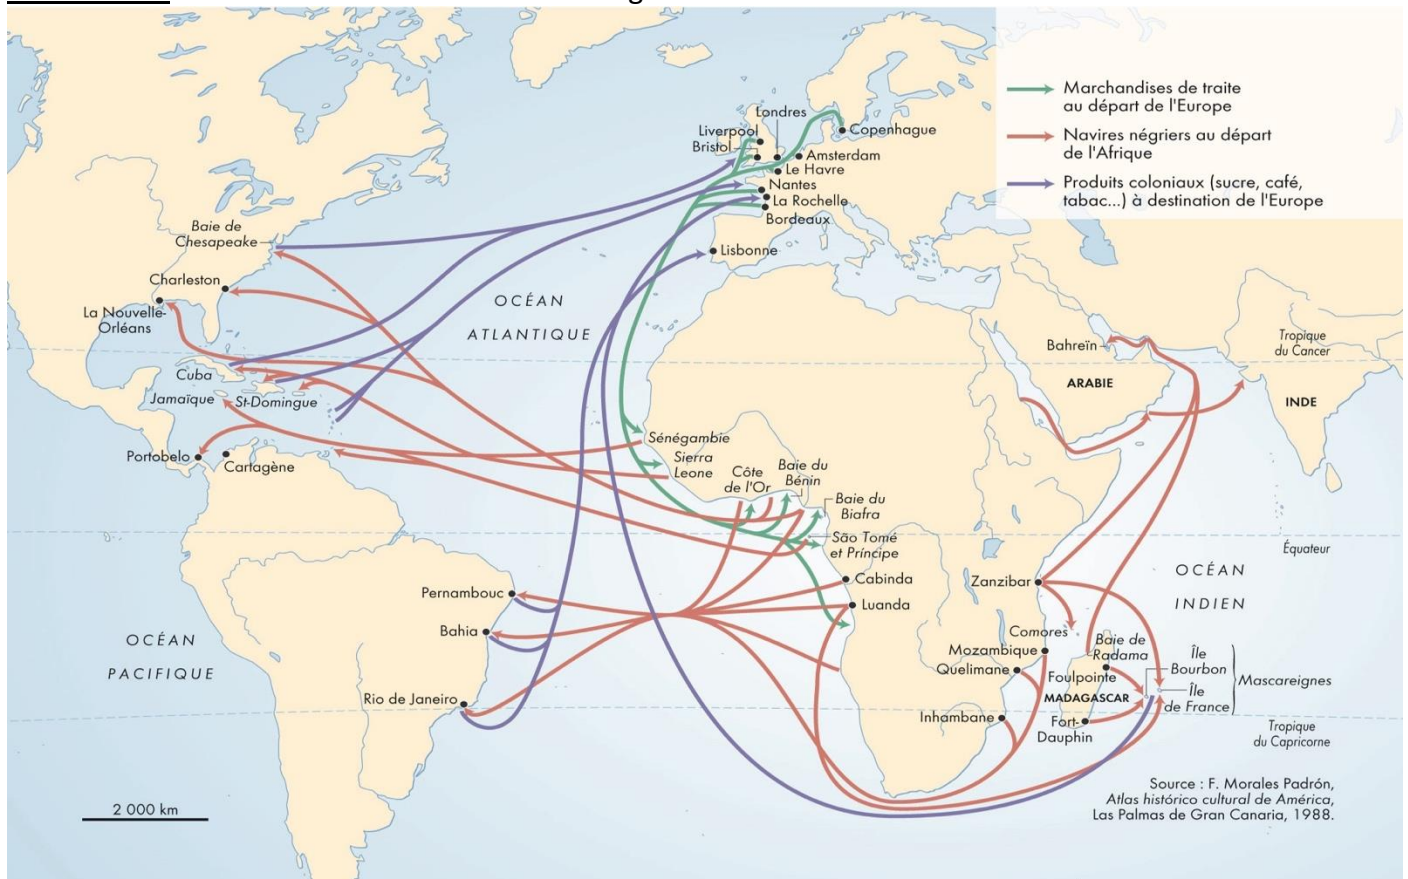 Marchandises de traite
au départ de l'Europe
Navires négriers au départ
de l'Afrique
Produits coloniaux (sucre, café,
tabac...) à destination de l'Europe
Londres
Liverpool
Copenhague
Bristol
Amsterdam
Le Havre
Nantes
La Rochelle
Bordeaux
Lisbonne
Baie de
Chesapeake
Charleston
La Nouvelle-
Orléans
OCÉAN
ATLANTIQUE
Cuba
Jamaïque
St-Domingue
Portobelo
Cartagène
Sénégambie
Sierra
Leone
Côte
de l'Or
Baie du
Bénin
Baie du
Biafra
São Tomé
et Príncipe
Bahreïn
ARABIE
Tropique
du Cancer
INDE
Équateur
Cabinda
Luanda
Zanzibar
OCÉAN
INDIEN
Pernambouc
Bahia
Rio de Janeiro
OCÉAN
PACIFIQUE
Comores
Mozambique
Quelimane
Baie de
Radama
Foulpointe
MADAGASCAR
Île
Bourbon
Île
de France
Mascareignes
Inhambane
Fort-
Dauphin
Tropique
du Capricorne
2 000 km
Source : F. Morales Padrón,
Atlas histórico cultural de América,
Las Palmas de Gran Canaria, 1988.